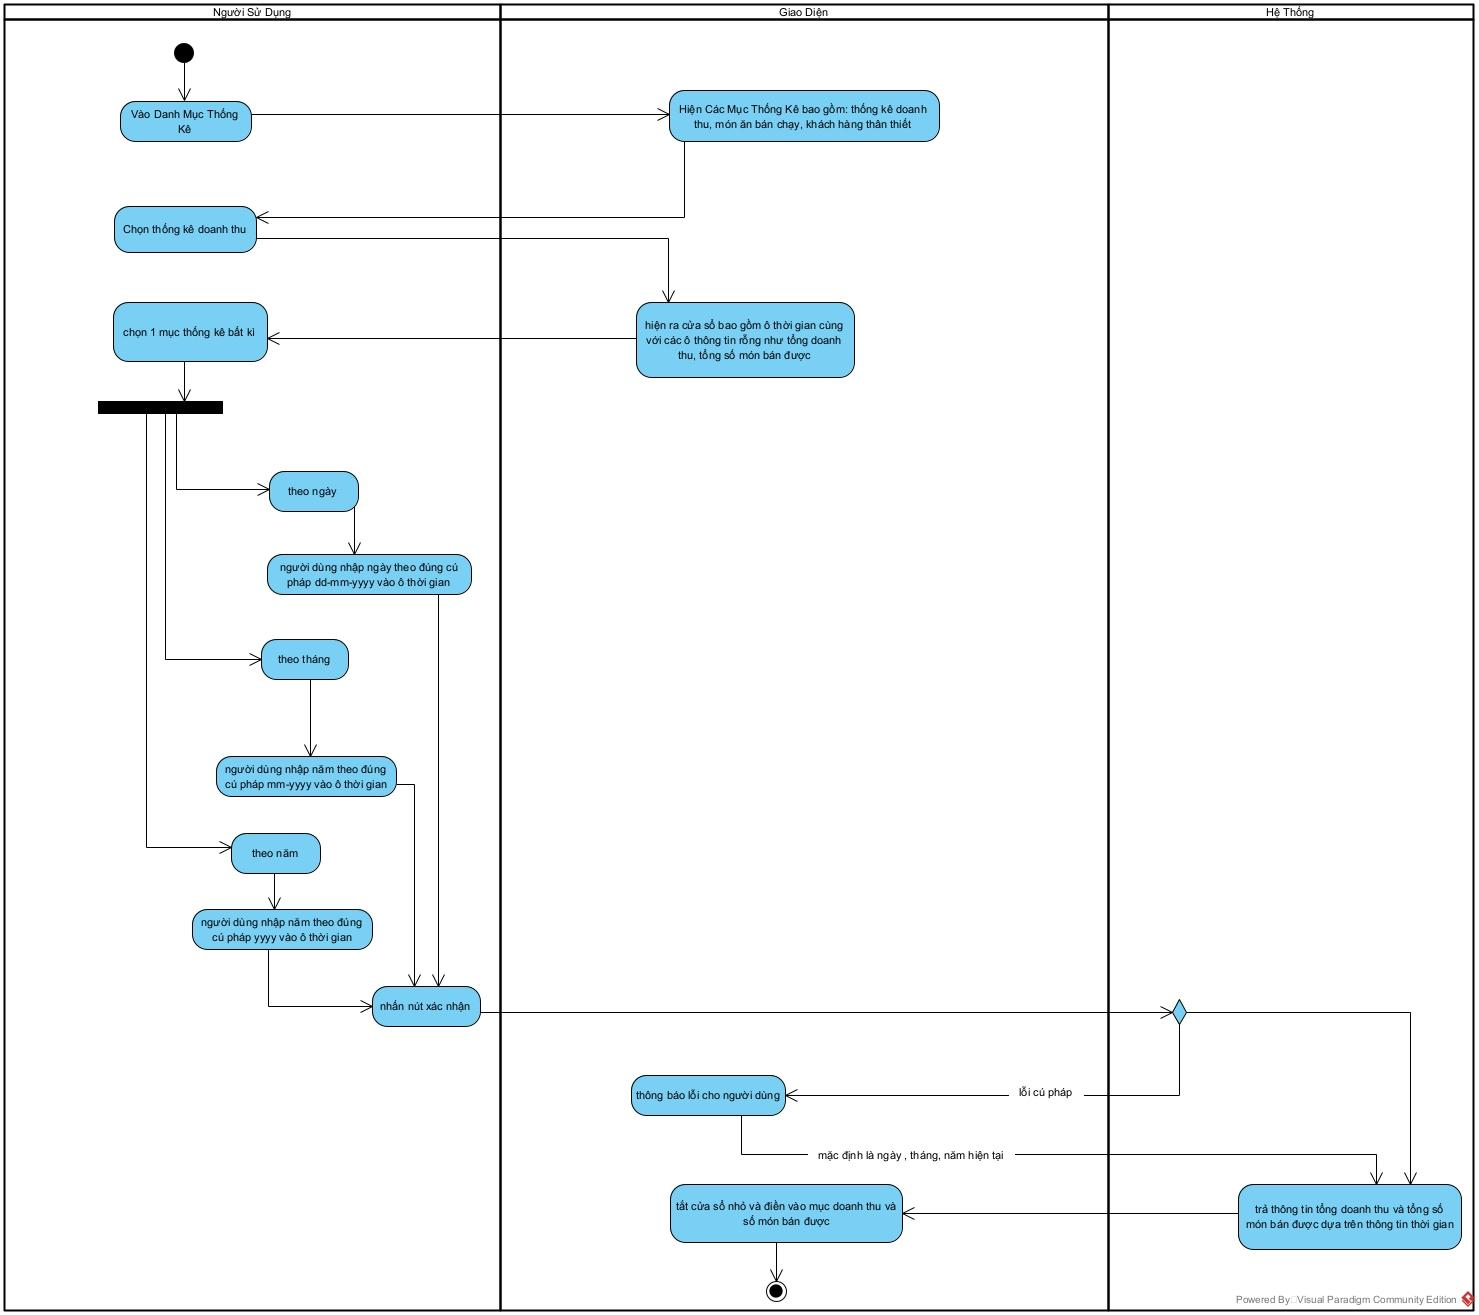 Người Sử Dụng
Giao Diện
Hệ Thống
Vào Danh Mục Thống
Kê
Hiện Các Mục Thống Kê bao gồm: thống kê doanh
thu, món ăn bán chạy, khách hàng thân thiết
Chọn thống kê doanh thu
chọn 1 mục thống kê bất kì
hiện ra cửa sổ bao gồm ô thời gian cùng
với các ô thông tin rỗng như tổng doanh
thu, tổng số món bán được
theo ngày
người dùng nhập ngày theo đúng cú
pháp dd-mm-yyyy vào ô thời gian
theo tháng
người dùng nhập năm theo đúng
cú pháp mm-yyyy vào ô thời gian
theo năm
người dùng nhập năm theo đúng
cú pháp yyyy vào ô thời gian
nhấn nút xác nhận
thông báo lỗi cho người dùng
lỗi cú pháp
mặc định là ngày , tháng, năm hiện tại
tắt cửa sổ nhỏ và điền vào mục doanh thu và
số món bán được
trả thông tin tổng doanh thu và tổng số
món bán được dựa trên thông tin thời gian
Powered By Visual Paradigm Community Edition